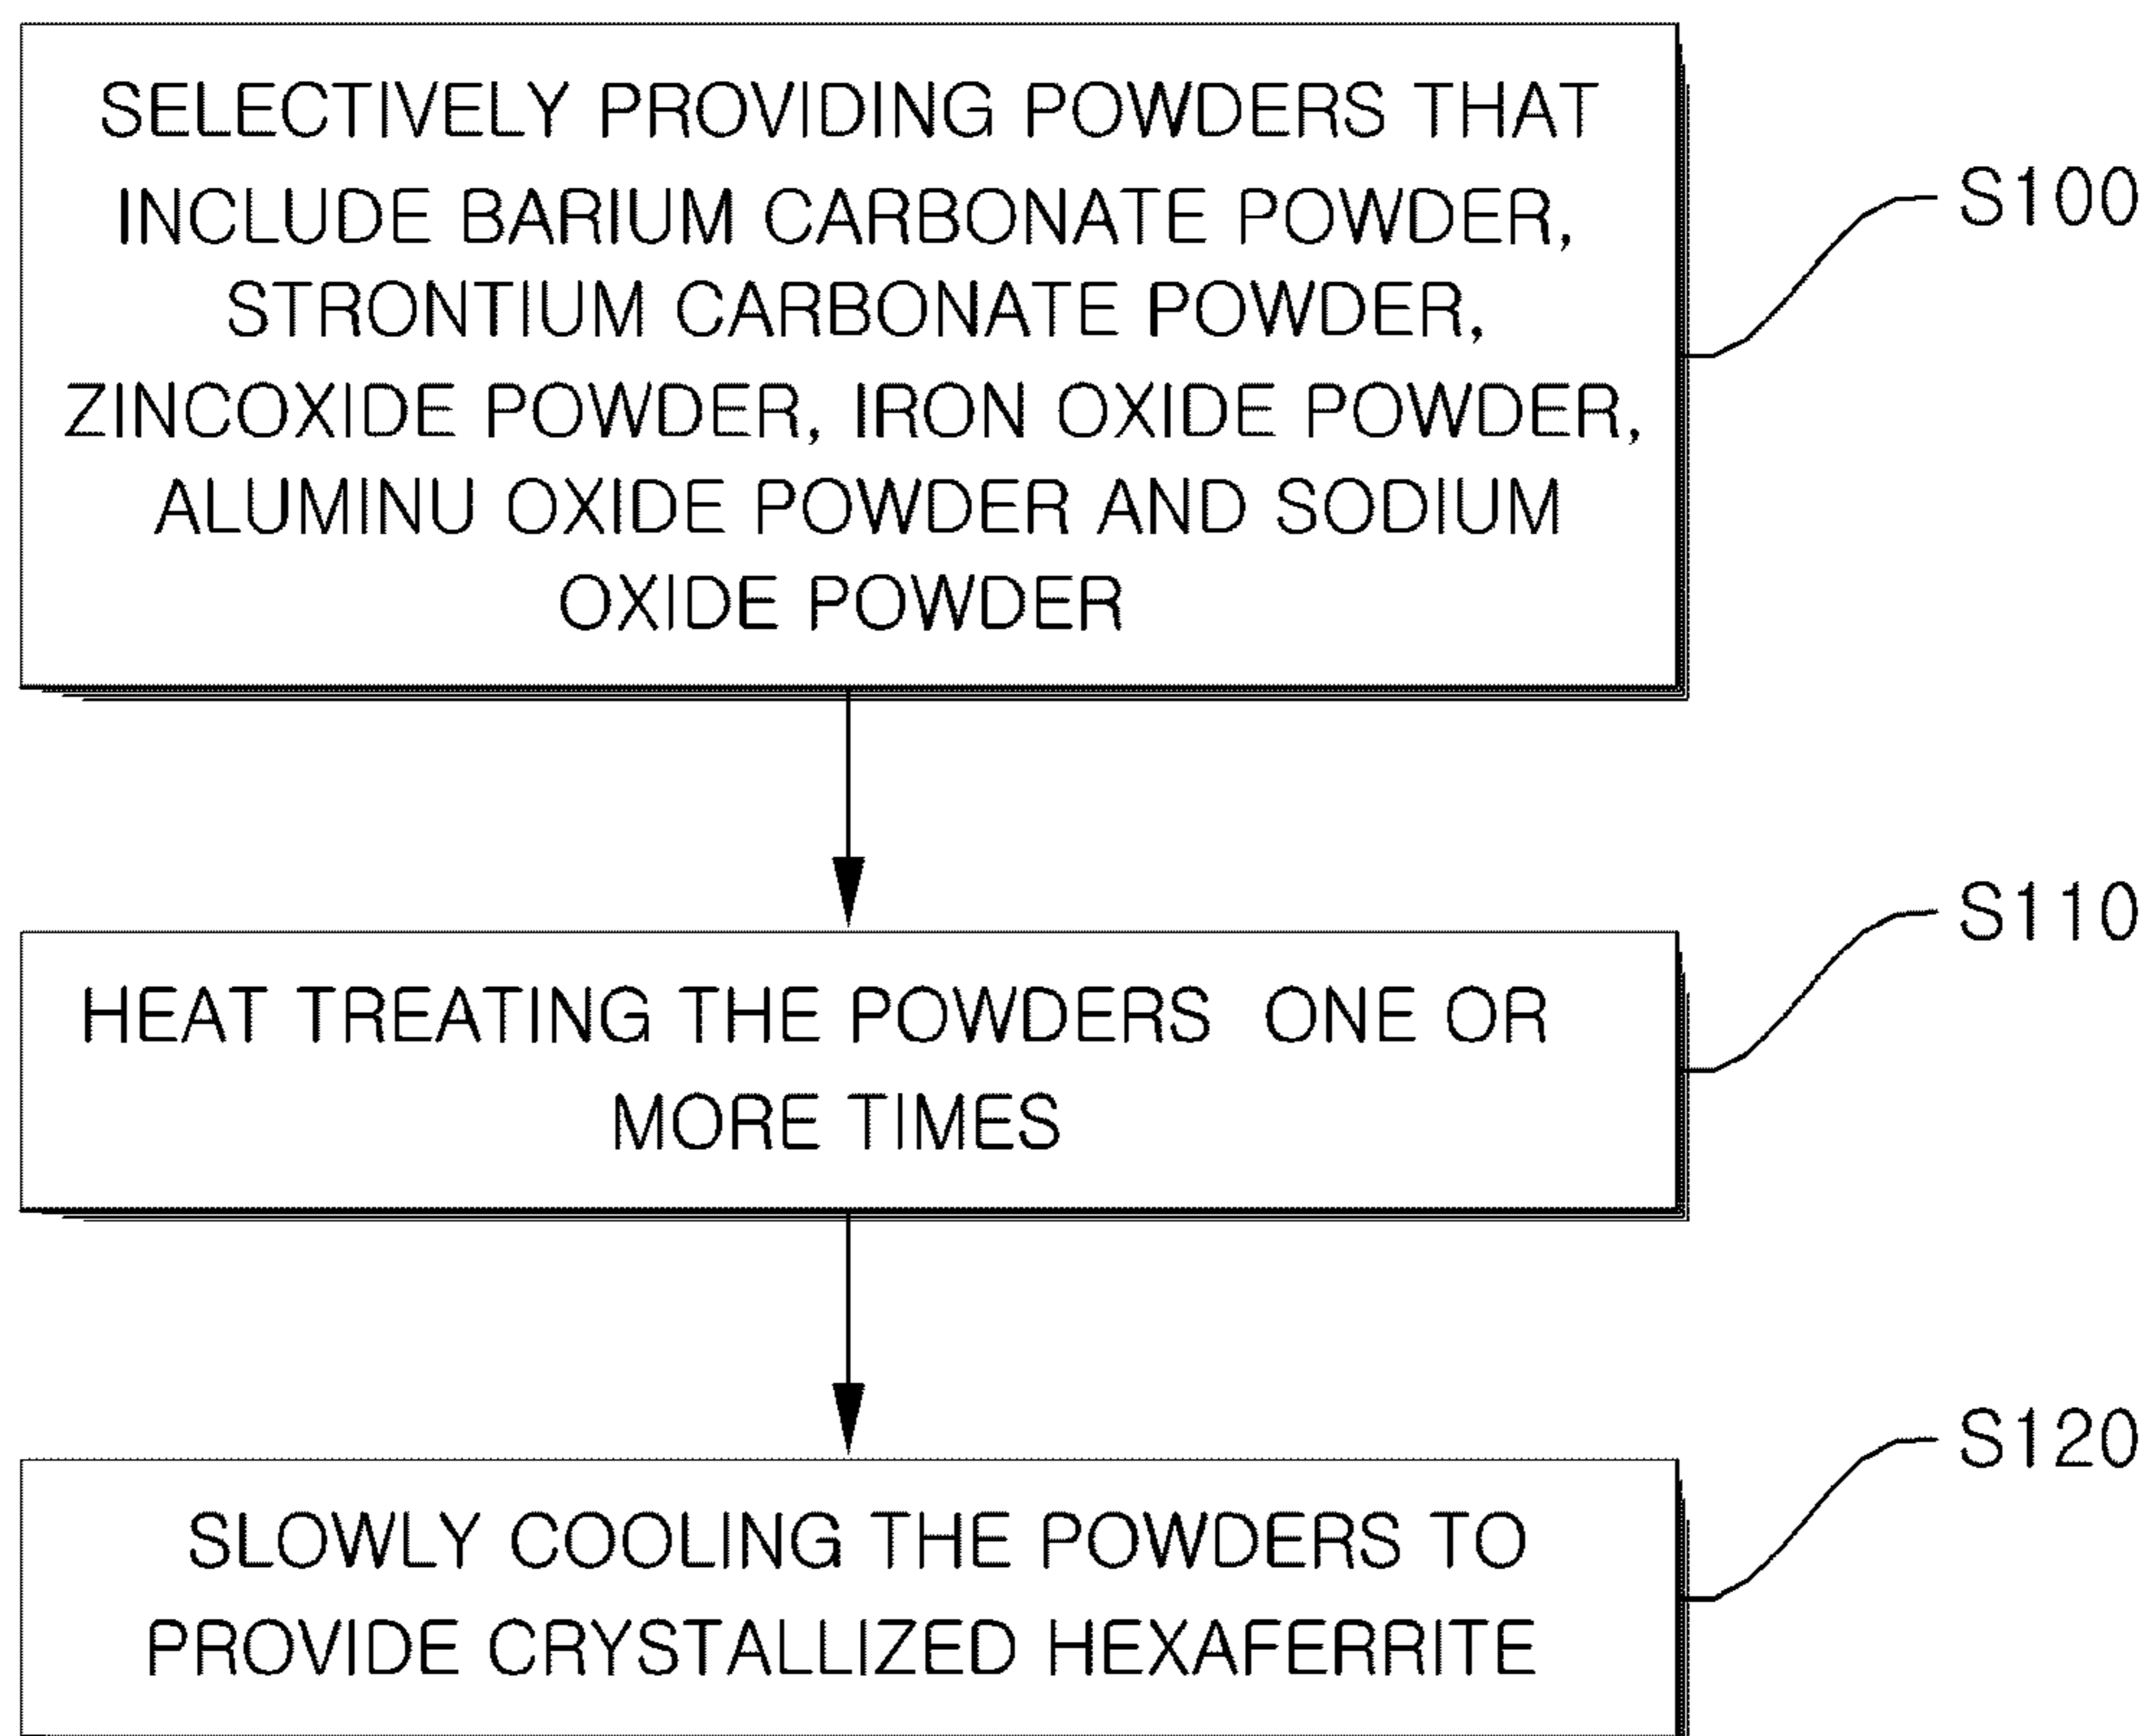 SELECTIVELY PROVIDING POWDERS THAT
INCLUDE BARIUM CARBONATE POWDER,
STRONTIUM CARBONATE POWDER,
ZINCOXIDE POWDER, IRON OXIDE POWDER,
ALUMINU OXIDE POWDER AND SODIUM
OXIDE POWDER
S100
HEAT TREATING THE POWDERS ONE OR
MORE TIMES
S110
SLOWLY COOLING THE POWDERS TO
PROVIDE CRYSTALLIZED HEXAFERRITE
S120